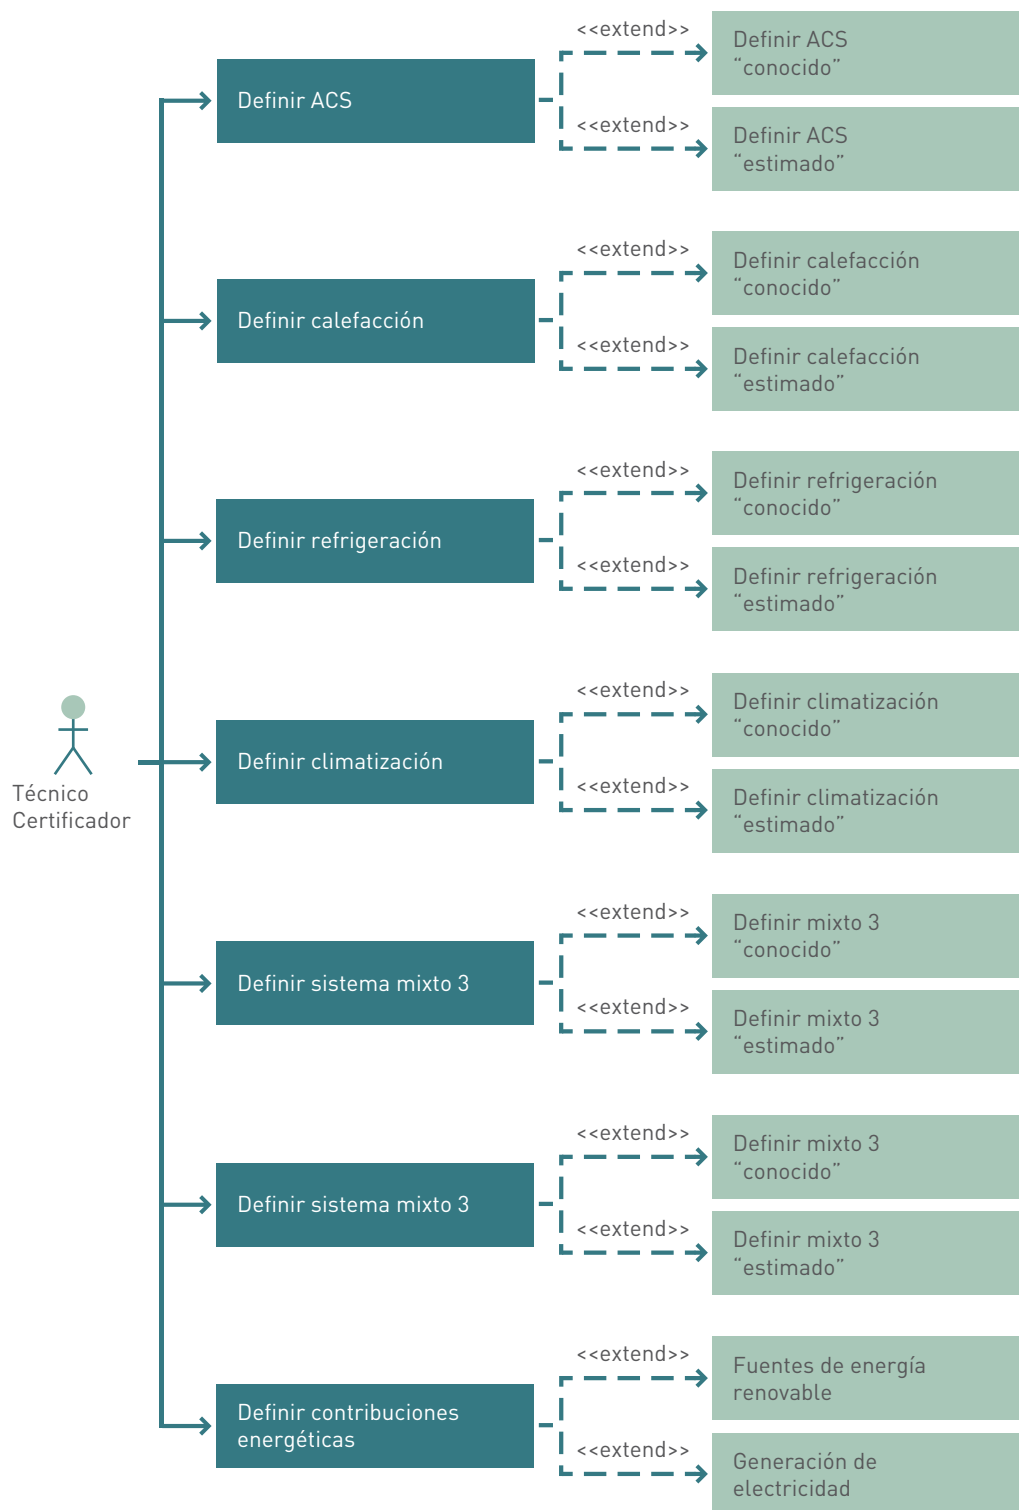 <<extend>>
Definir ACS
“conocido”
Definir ACS
<<extend>>
Definir ACS
“estimado”
<<extend>>
Definir calefacción
“conocido”
Definir calefacción
<<extend>>
Definir calefacción
“estimado”
<<extend>>
Definir refrigeración
“conocido”
Definir refrigeración
<<extend>>
Definir refrigeración
“estimado”
<<extend>>
Definir climatización
“conocido”
Definir climatización
<<extend>>
Definir climatización
“estimado”
Técnico
Certificador
<<extend>>
Definir mixto 3
“conocido”
Definir sistema mixto 3
<<extend>>
Definir mixto 3
“estimado”
<<extend>>
Definir mixto 3
“conocido”
Definir sistema mixto 3
<<extend>>
Definir mixto 3
“estimado”
<<extend>>
Fuentes de energía
renovable
Definir contribuciones
energéticas
<<extend>>
Generación de
electricidad